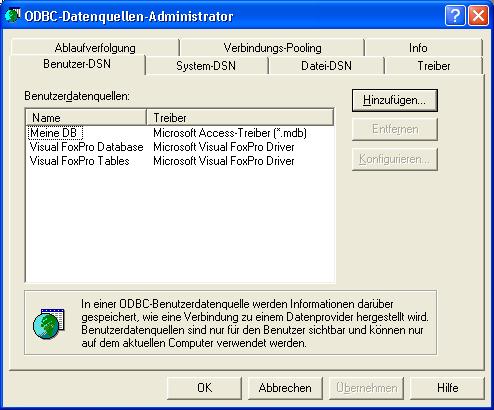 ODBC-Datenquellen-Administrator
Ablaufverfolgung Verbindungs-Pooling Info
Benutzer-DSN System-DSN Datei-DSN Treiber
Benutzerdatenquellen:
Name Treiber
Meine DB Microsoft Access-Treiber (*.mdb)
Visual FoxPro Database Microsoft Visual FoxPro Driver
Visual FoxPro Tables Microsoft Visual FoxPro Driver
Hinzufügen...
Entfernen
Konfigurieren...
In einer ODBC-Benutzerdatenquelle werden Informationen darüber
gespeichert, wie eine Verbindung zu einem Datenprovider hergestellt wird.
Benutzerdatenquellen sind nur für den Benutzer sichtbar und können nur
auf dem aktuellen Computer verwendet werden.
OK Abbrechen Übernehmen Hilfe